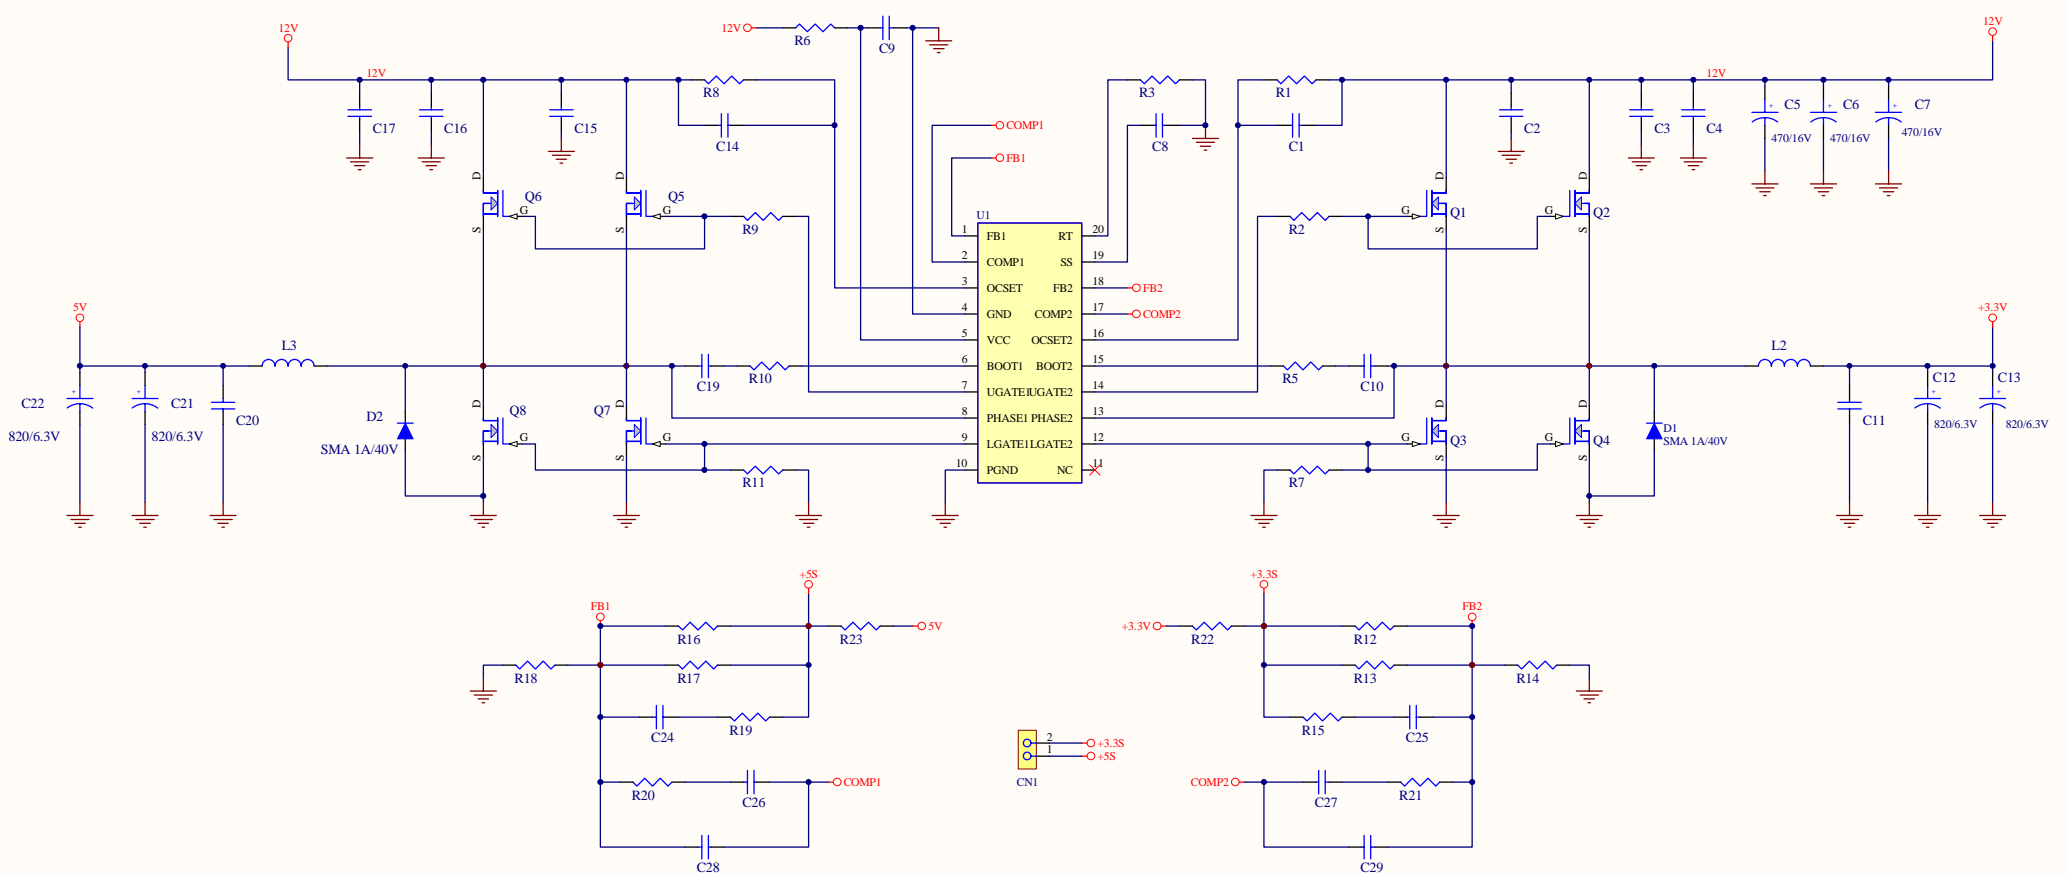 12V
12V
R6
C9
12V
12V
R8
R3
R1
12V
C17
C16
C15
C14
COMP1
FB1
C8
C1
C2
C3
C4
C5
470/16V
C6
470/16V
C7
470/16V
D
Q6
G
S
D
Q5
G
S
R9
R2
D
G
Q1
S
D
G
Q2
S
U1
1 FB1 RT 20
2 COMP1 SS 19
3 OCSET FB2 18 FB2
4 GND COMP2 17 COMP2
5 VCC OCSET2 16
6 BOOT1 BOOT2 15
7 UGATE1 UGATE2 14
8 PHASE1 PHASE2 13
9 LGATE1 LGATE2 12
10 PGND NC 11
5V
L3
C19
R10
R5
C10
L2
+3.3V
C22
820/6.3V
C21
820/6.3V
C20
D2
SMA 1A/40V
D
Q8
G
S
D
Q7
G
S
R11
R7
D
G
Q3
S
D
G
Q4
S
D1
SMA 1A/40V
C11
C12
820/6.3V
C13
820/6.3V
+5S
FB1
R16
R23
5V
R18
R17
C24
R19
R20
C26
COMP1
C28
2 +3.3S
1 +5S
CN1
+3.3S
FB2
+3.3V
R22
R12
R13
R14
R15
C25
COMP2
C27
R21
C29